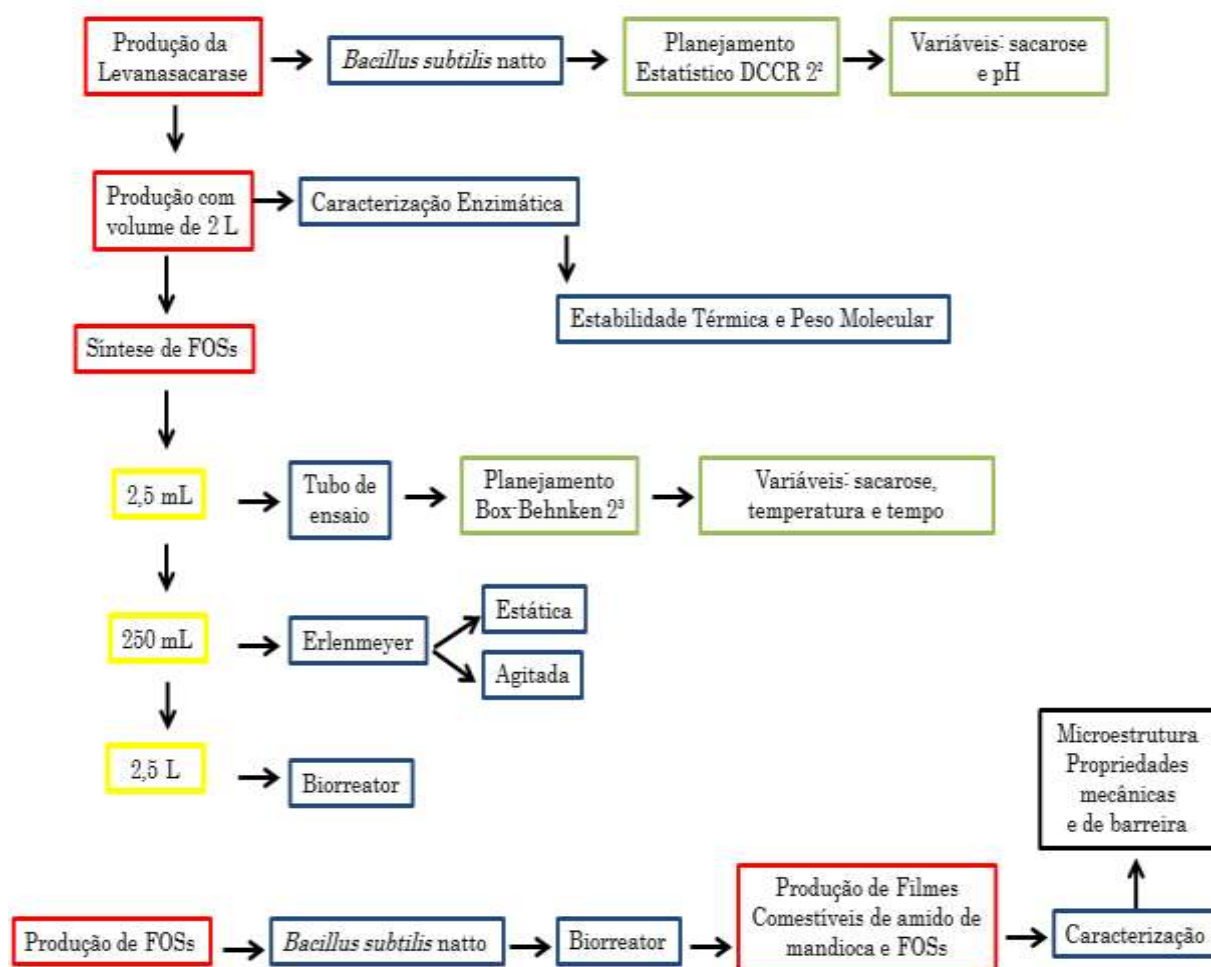 Produção da
Levanasacarase
Bacillus subtilis natto
Planejamento
Estatístico DCCR 2²
Variáveis: sacarose
e pH
Produção com
volume de 2 L
Caracterização Enzimática
Estabilidade Térmica e Peso Molecular
Síntese de FOSs
2,5 mL
Tubo de
ensaio
Planejamento
Box-Behnken 2³
Variáveis: sacarose,
temperatura e tempo
250 mL
Erlenmeyer
Estática
Agitada
2,5 L
Biorreator
Microestrutura
Propriedades
mecânicas
e de barreira
Produção de FOSs
Bacillus subtilis natto
Biorreator
Produção de Filmes
Comestíveis de amido de
mandioca e FOSs
Caracterização